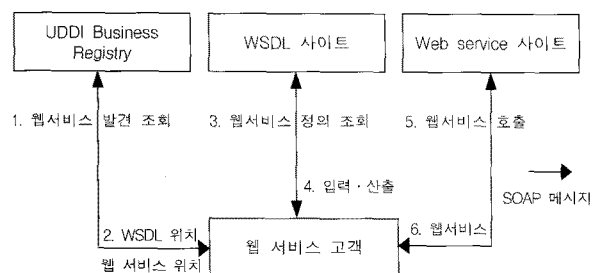 UDDI Business
Registry
WSDL 사이트
Web service 사이트
1. 웹서비스 발견 조회
3. 웹서비스 정의 조회
5. 웹서비스 호출
4. 입력·산출
SOAP 메시지
2. WSDL 위치
웹 서비스 위치
웹 서비스 고객
6. 웹서비스